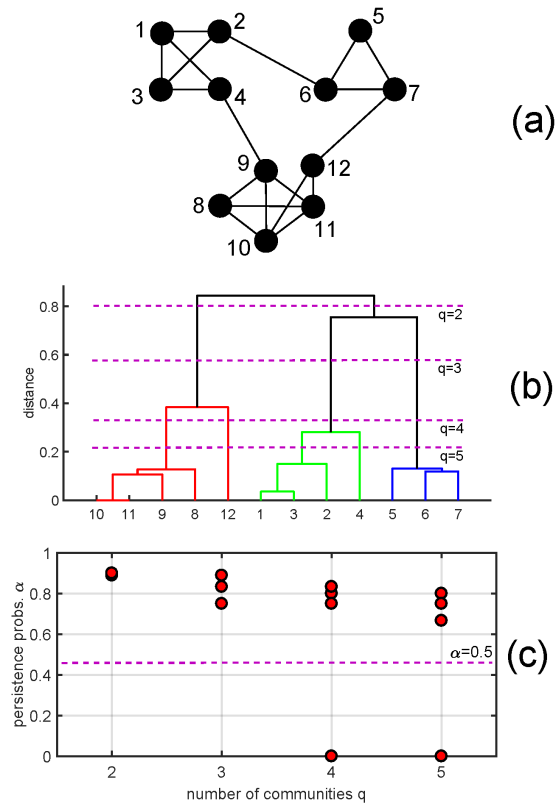 1 2 5
3 4 6 7
(a)
9 12
8 11
10
0.8
0.6
0.4
0.2
0
distance
q=2
q=3
q=4
q=5
(b)
10 11 9 8 12 1 3 2 4 5 6 7
1
0.8
0.6
0.4
0.2
0
persistence probs. α
α=0.5
(c)
2 3 4 5
number of communities q